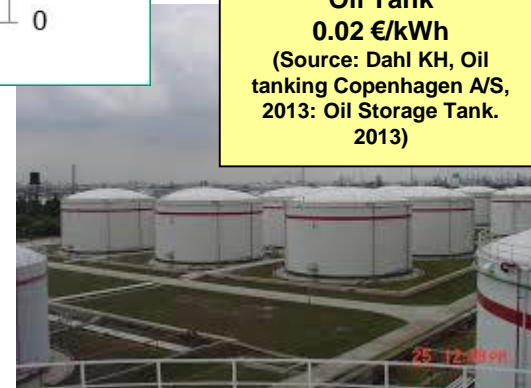 0
Oil Tank
0.02 €/kWh
(Source: Dahl KH, Oil
tanking Copenhagen A/S,
2013: Oil Storage Tank.
2013)